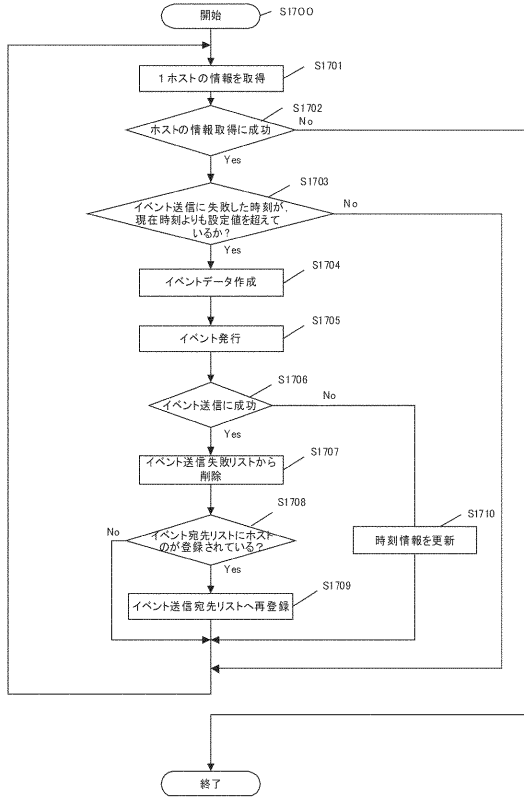 開始
S1700
1ホストの情報を取得
S1701
ホストの情報取得に成功
S1702
No
Yes
イベント送信に失敗した時刻が、
現在時刻よりも設定値を超えて
いるか?
S1703
No
Yes
イベントデータ作成
S1704
イベント発行
S1705
イベント送信に成功
S1706
No
Yes
イベント送信失敗リストから
削除
S1707
イベント宛先リストにホスト
のが登録されている?
S1708
No
Yes
時刻情報を更新
S1710
イベント送信宛先リストへ再登録
S1709
終了